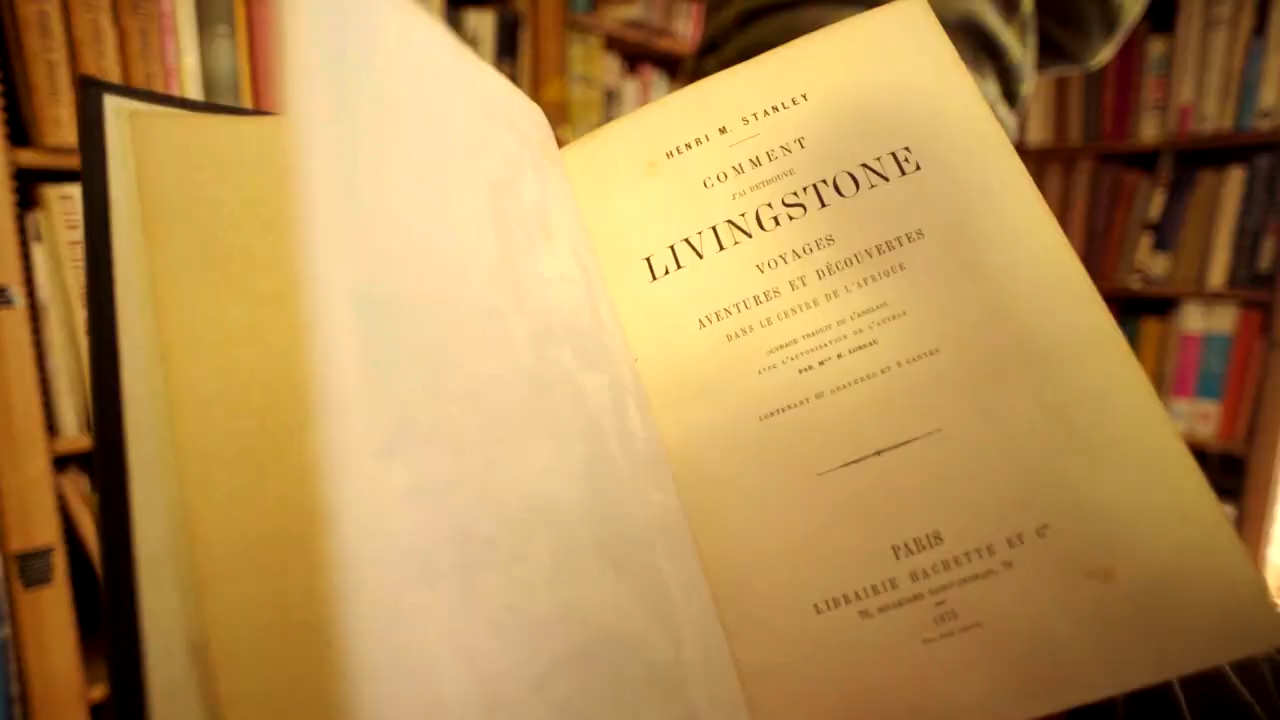 HENRI M. STANLEY
COMMENT
J'AI RETROUVÉ
LIVINGSTONE
VOYAGES
AVENTURES ET DÉCOUVERTES
DANS LE CENTRE DE L'AFRIQUE
OUVRAGE TRADUIT DE L'ANGLAIS
AVEC L'AUTORISATION DE L'AUTEUR
PAR Mme H. LOREAU
CONTENANT 60 GRAVURES ET 6 CARTES
PARIS
LIBRAIRIE HACHETTE ET Cie
79, BOULEVARD SAINT-GERMAIN, 79